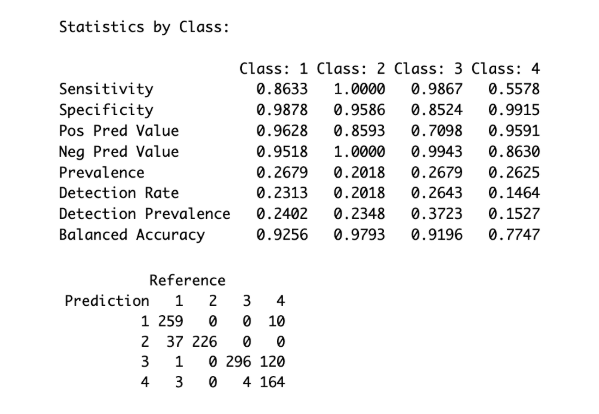 Statistics by Class:
Class: 1 Class: 2 Class: 3 Class: 4
Sensitivity 0.8633 1.0000 0.9867 0.5578
Specificity 0.9878 0.9586 0.8524 0.9915
Pos Pred Value 0.9628 0.8593 0.7098 0.9591
Neg Pred Value 0.9518 1.0000 0.9943 0.8630
Prevalence 0.2679 0.2018 0.2679 0.2625
Detection Rate 0.2313 0.2018 0.2643 0.1464
Detection Prevalence 0.2402 0.2348 0.3723 0.1527
Balanced Accuracy 0.9256 0.9793 0.9196 0.7747
Reference
Prediction 1 2 3 4
1 259 0 0 10
2 37 226 0 0
3 1 0 296 120
4 3 0 4 164